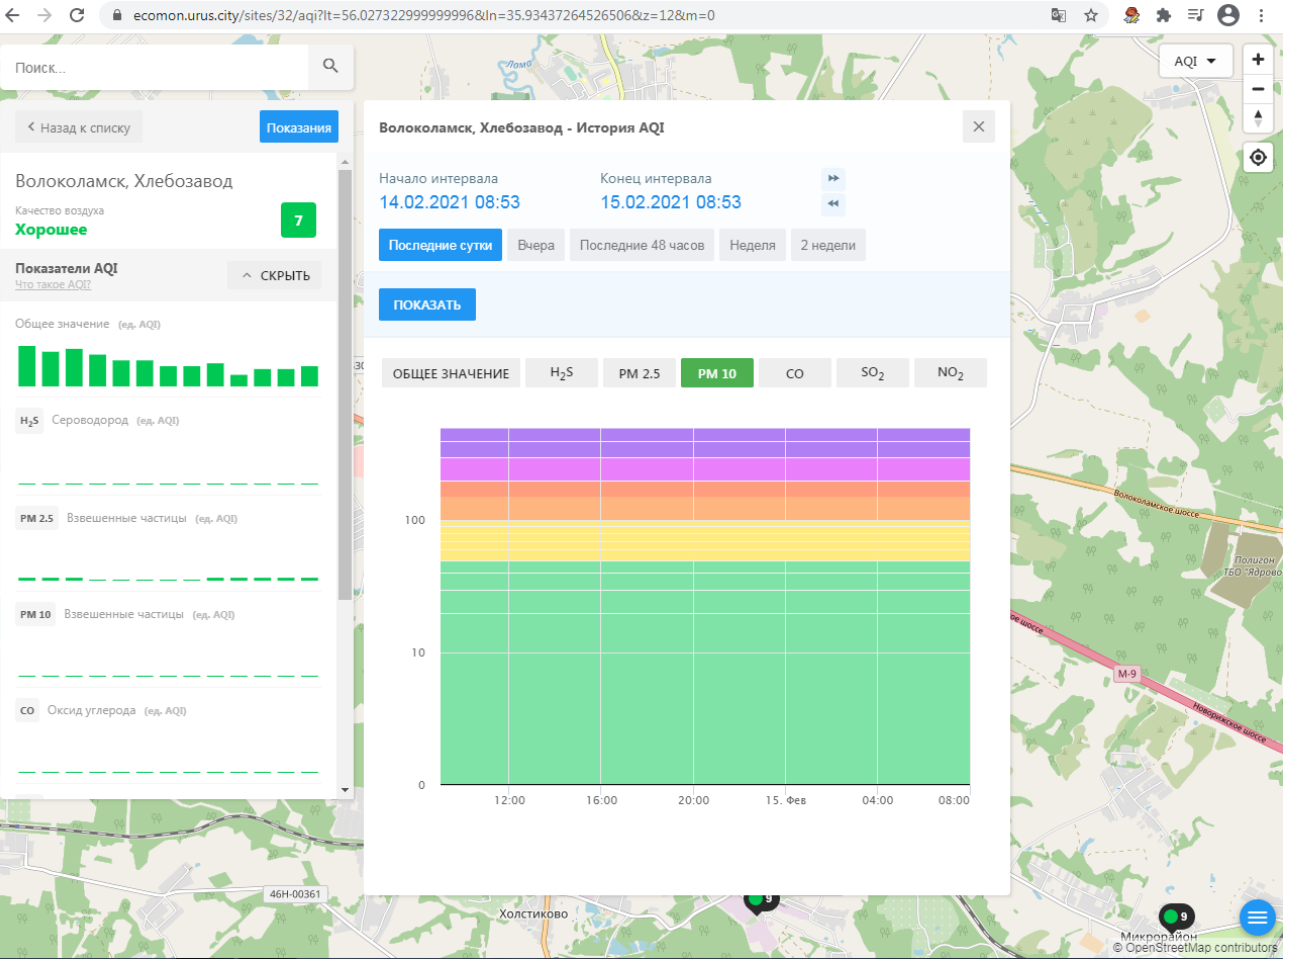 ecomon.urus.city/sites/32/aqi?lt=56.027322999999996&ln=35.93437264526506&z=12&m=0
Поиск...
AQI
Назад к списку
Показания
Волоколамск, Хлебозавод
Качество воздуха
Хорошее
7
Показатели AQI
Что такое AQI?
СКРЫТЬ
Общее значение (ед. AQI)
H₂S Сероводород (ед. AQI)
PM 2.5 Взвешенные частицы (ед. AQI)
PM 10 Взвешенные частицы (ед. AQI)
CO Оксид углерода (ед. AQI)
Волоколамск, Хлебозавод - История AQI
Начало интервала
Конец интервала
14.02.2021 08:53
15.02.2021 08:53
Последние сутки
Вчера
Последние 48 часов
Неделя
2 недели
ПОКАЗАТЬ
ОБЩЕЕ ЗНАЧЕНИЕ
H₂S
PM 2.5
PM 10
CO
SO₂
NO₂
100
10
0
12:00
16:00
20:00
15. Фев
04:00
08:00
Лама
Волоколамское шоссе
Полигон
ТБО "Ядрово
ое шоссе
М-9
Новорижское шоссе
46Н-00361
Холстиково
9
9
Микрорайон
© OpenStreetMap contributors